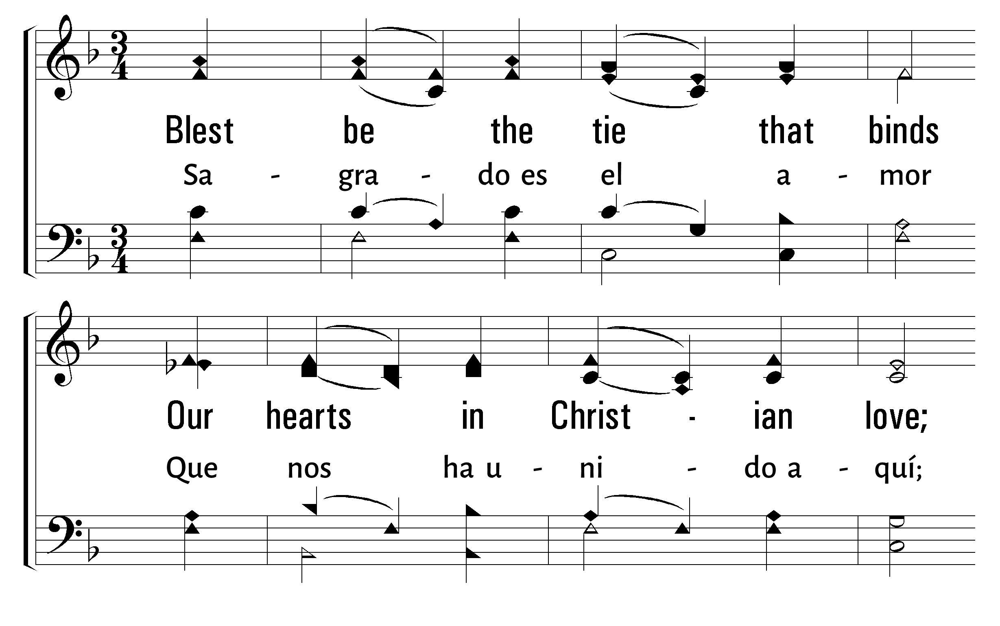 Blest be the tie that binds
Sa - gra - do es el a - mor
Our hearts in Christ - ian love;
Que nos ha u - ni - do a - quí;